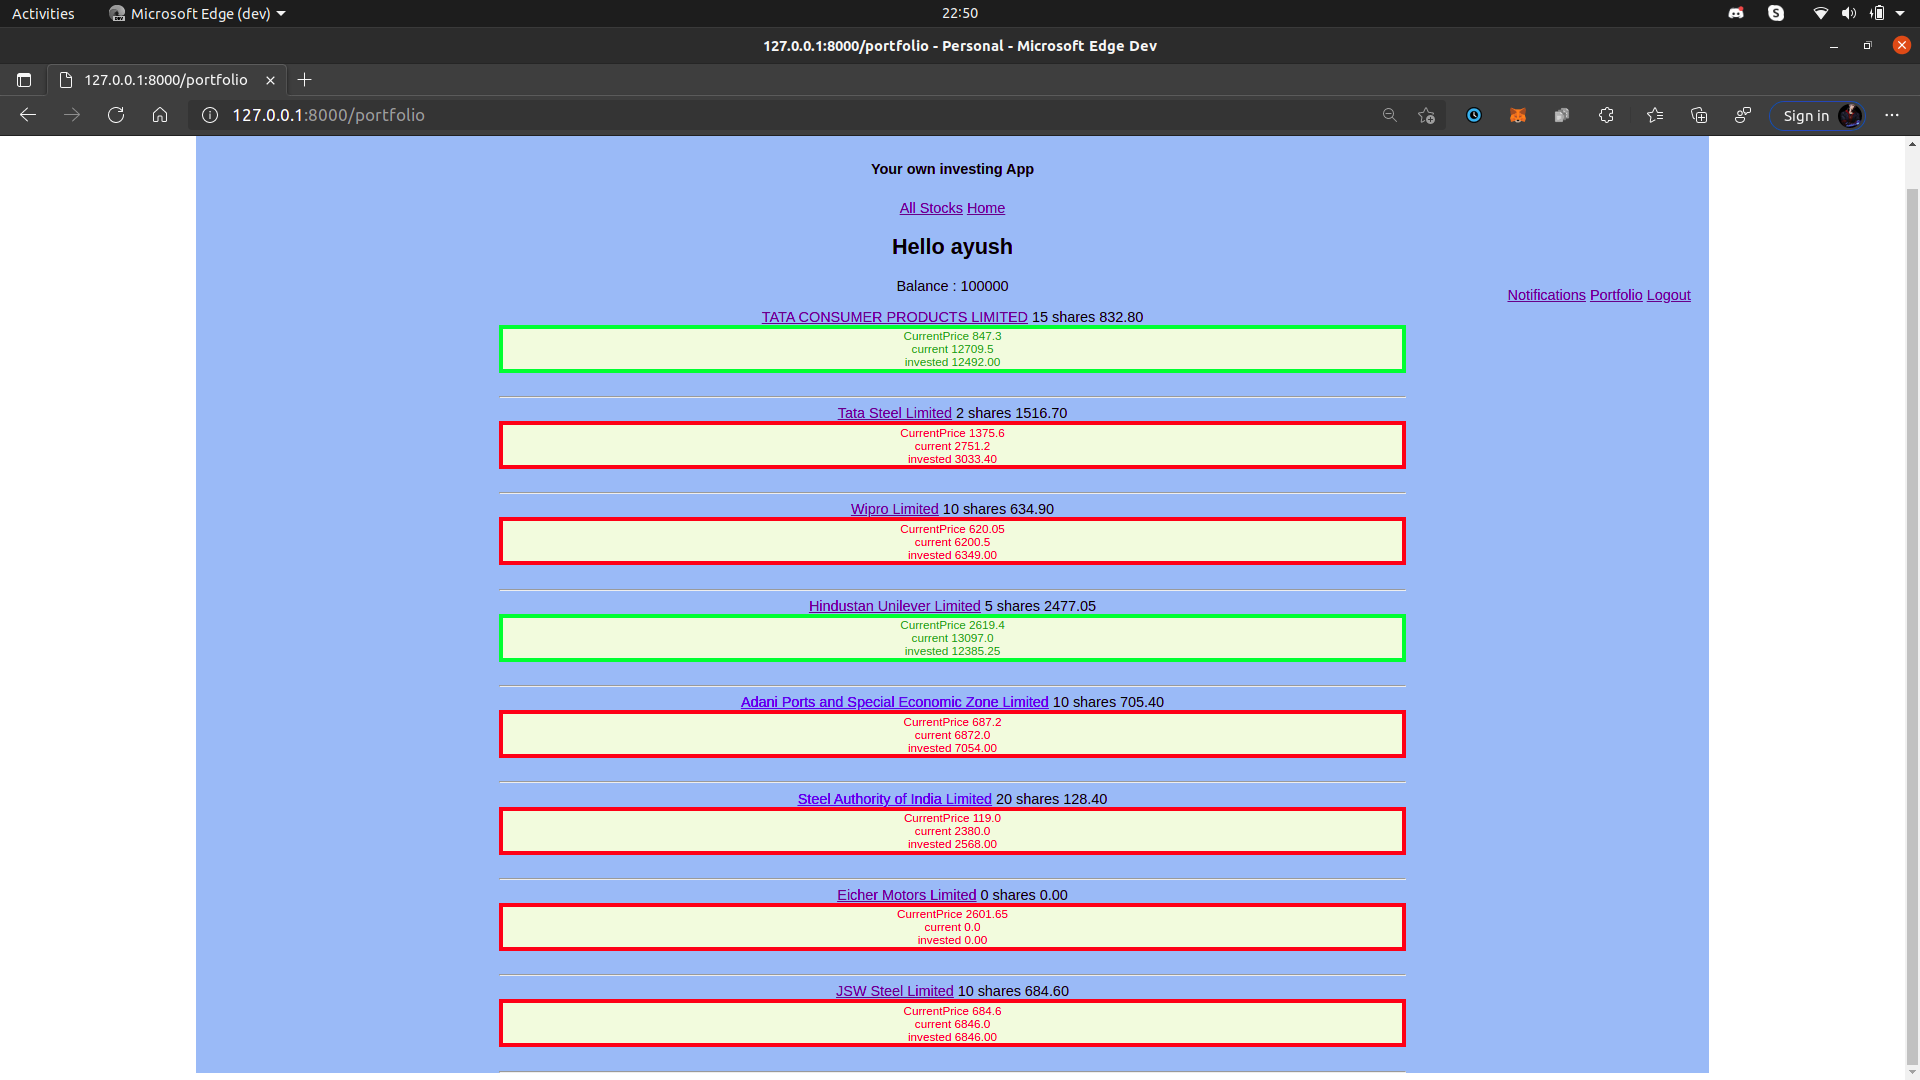 Activities
Microsoft Edge (dev)
22:50
127.0.0.1:8000/portfolio - Personal - Microsoft Edge Dev
127.0.0.1:8000/portfolio
127.0.0.1:8000/portfolio
Sign in
Your own investing App
All Stocks Home
Hello ayush
Balance : 100000
Notifications Portfolio Logout
TATA CONSUMER PRODUCTS LIMITED 15 shares 832.80
CurrentPrice 847.3
current 12709.5
invested 12492.00
Tata Steel Limited 2 shares 1516.70
CurrentPrice 1375.6
current 2751.2
invested 3033.40
Wipro Limited 10 shares 634.90
CurrentPrice 620.05
current 6200.5
invested 6349.00
Hindustan Unilever Limited 5 shares 2477.05
CurrentPrice 2619.4
current 13097.0
invested 12385.25
Adani Ports and Special Economic Zone Limited 10 shares 705.40
CurrentPrice 687.2
current 6872.0
invested 7054.00
Steel Authority of India Limited 20 shares 128.40
CurrentPrice 119.0
current 2380.0
invested 2568.00
Eicher Motors Limited 0 shares 0.00
CurrentPrice 2601.65
current 0.0
invested 0.00
JSW Steel Limited 10 shares 684.60
CurrentPrice 684.6
current 6846.0
invested 6846.00